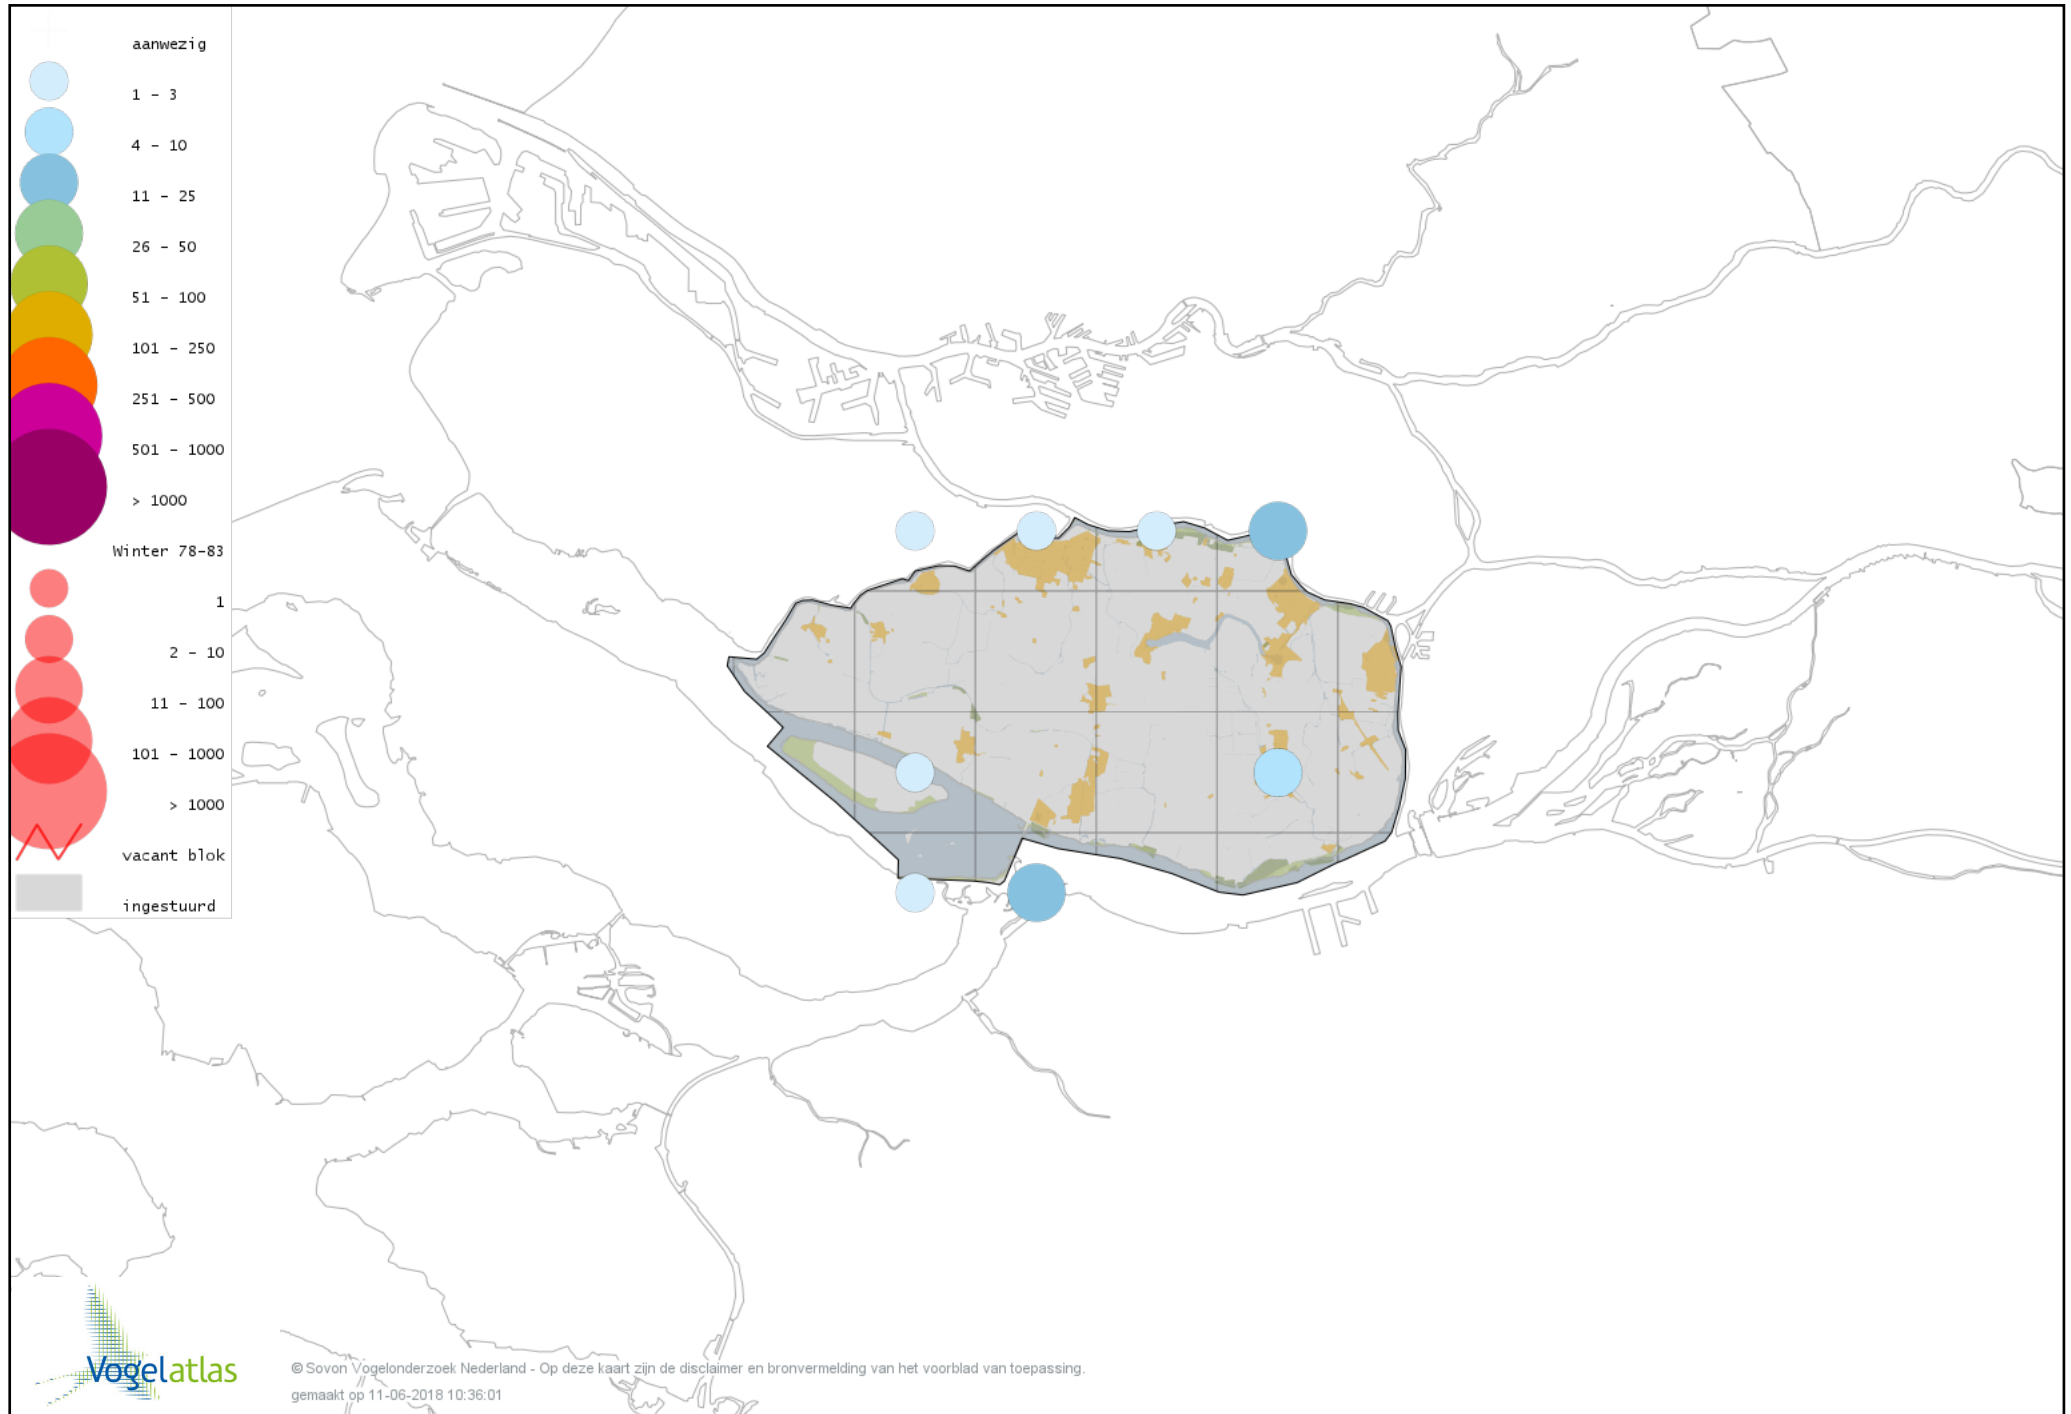 aanwezig
1 - 3
4 - 10
11 - 25
26 - 50
51 - 100
101 - 250
251 - 500
501 - 1000
> 1000
Winter 78-83
1
2 - 10
11 - 100
101 - 1000
> 1000
vacant blok
ingestuurd
Vogelatlas
© Sovon Vogelonderzoek Nederland - Op deze kaart zijn de disclaimer en bronvermelding van het voorblad van toepassing.
gemaakt op 11-06-2018 10:36:01